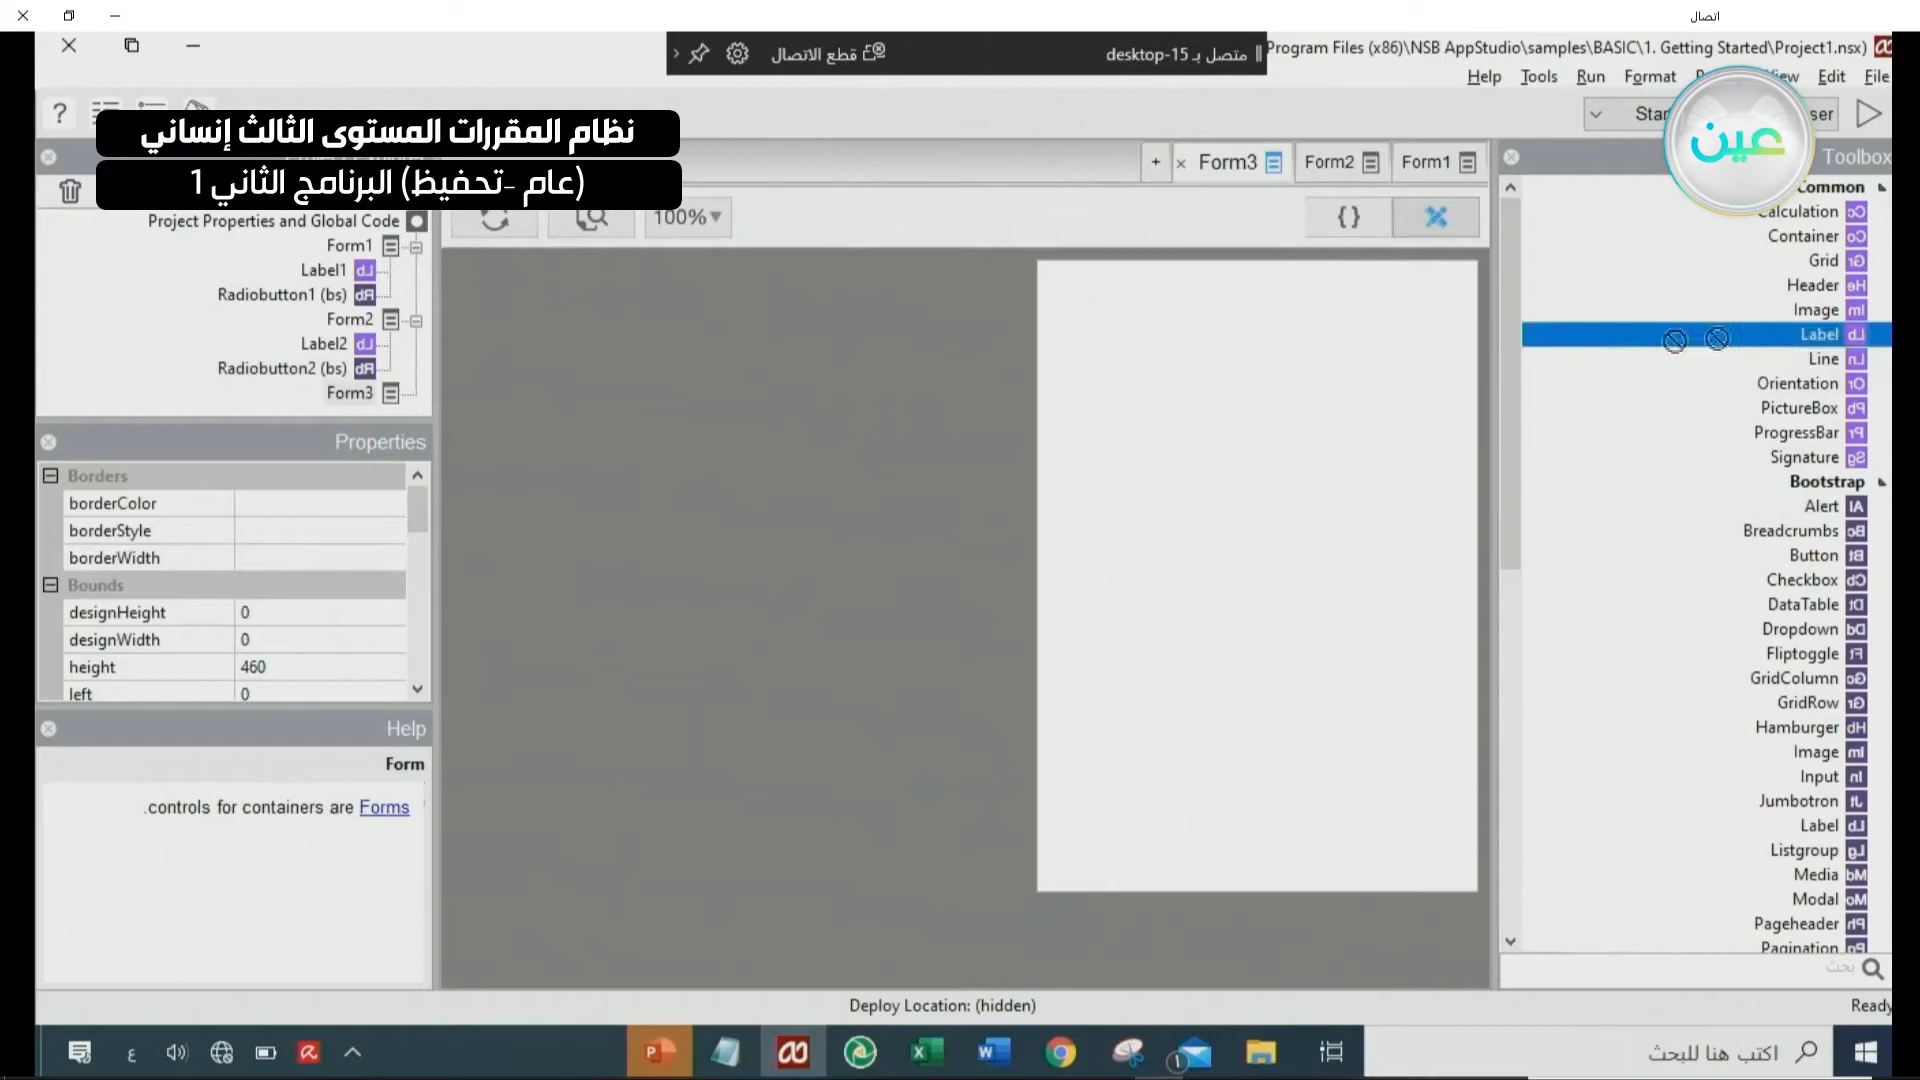 اتصال
Program Files (x86)\NSB AppStudio\samples\BASIC\1. Getting Started\Project1.nsx)
متصل بـ desktop-15
قطع الاتصال
File
Edit
Format
Run
Tools
Help
نظام المقررات المستوى الثالث إنساني
(عام -تحفيظ) البرنامج الثاني 1
عين
Toolbox
Form1
Form2
Form3
100%
{ }
Common
Calculation
Container
Grid
Header
Image
Label
Line
Orientation
PictureBox
ProgressBar
Signature
Bootstrap
Alert
Breadcrumbs
Button
Checkbox
DataTable
Dropdown
Fliptoggle
GridColumn
GridRow
Hamburger
Image
Input
Jumbotron
Label
Listgroup
Media
Modal
Pageheader
Pagination
بحث
Project Properties and Global Code
Form1
Label1
Radiobutton1 (bs)
Form2
Label2
Radiobutton2 (bs)
Form3
Properties
Borders
borderColor
borderStyle
borderWidth
Bounds
designHeight 0
designWidth 0
height 460
left 0
Help
Form
.controls for containers are Forms
Deploy Location: (hidden)
Ready
اكتب هنا للبحث
1
ع